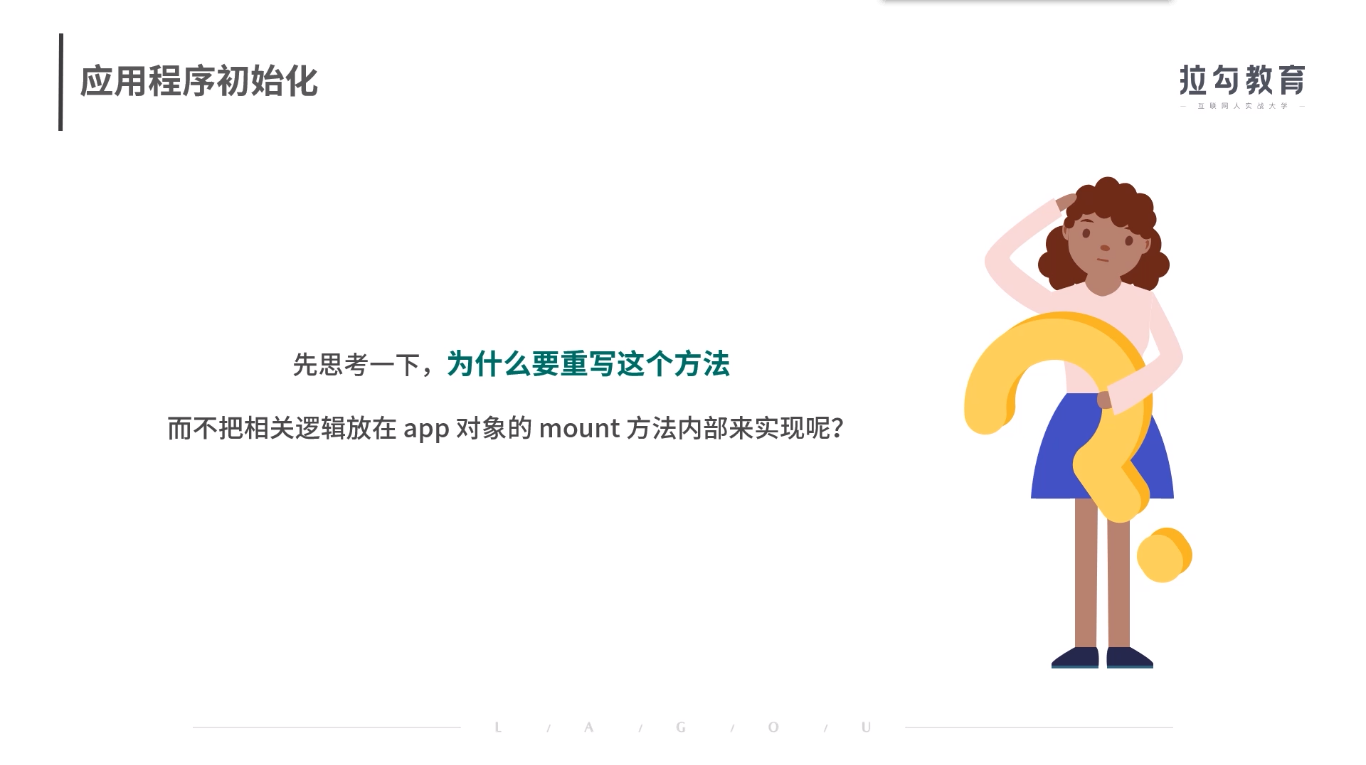 应用程序初始化
拉勾教育
— 互联网人实战大学 —
先思考一下，为什么要重写这个方法
而不把相关逻辑放在 app 对象的 mount 方法内部来实现呢？
L / A / G / O / U